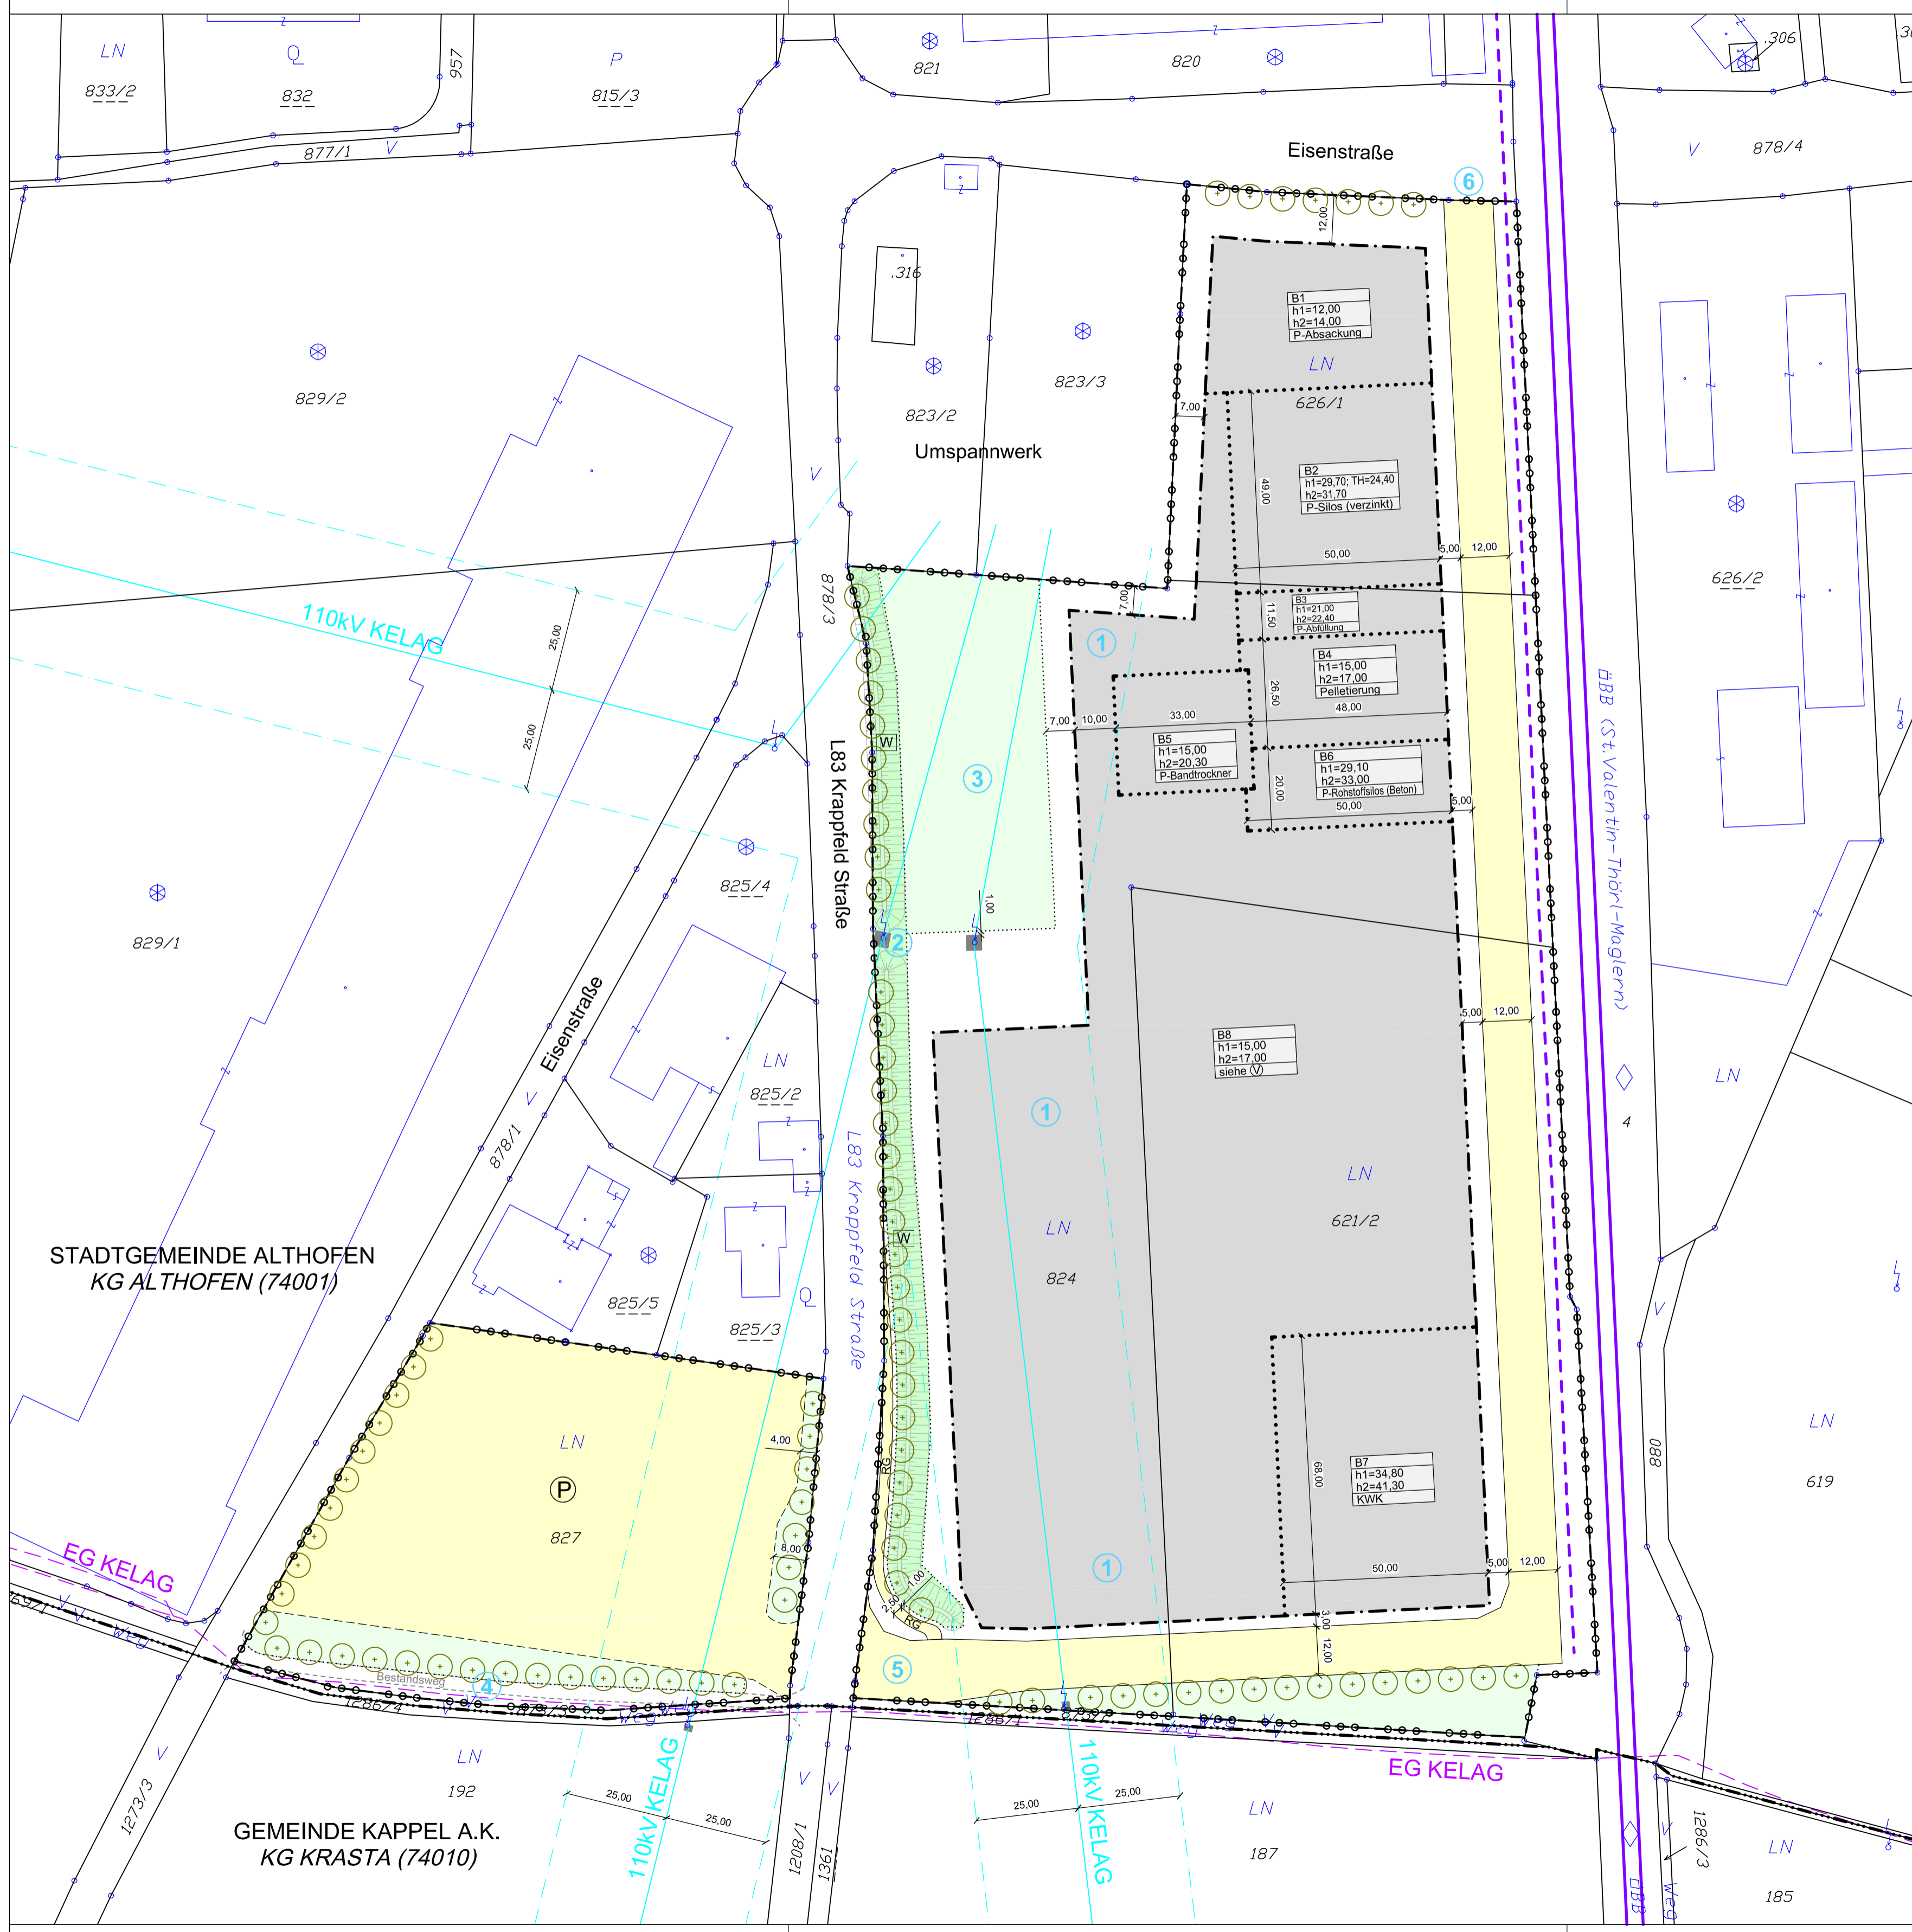 LN
833/2
Q
832
957
P
815/3
877/1
V
821
820
Z
.306
V
878/4
Eisenstraße
6
12,00
.316
829/2
823/2
823/3
Umspannwerk
V
B1
h1=12,00
h2=14,00
P-Absackung
LN
626/1
7,00
B2
h1=29,70; TH=24,40
h2=31,70
P-Silos (verzinkt)
49,00
50,00
5,00
12,00
626/2
110kV KELAG
25,00
25,00
878/3
7,00
1
B3
h1=21,00
h2=22,40
P-Abfüllung
11,50
B4
h1=15,00
h2=17,00
Pelletierung
26,50
48,00
7,00
10,00
33,00
B5
h1=15,00
h2=20,30
P-Bandtrockner
B6
h1=29,10
h2=33,00
P-Rohstoffsilos (Beton)
20,00
50,00
5,00
ÖBB (St.Valentin-Thörl-Maglern)
W
3
L83 Krappfeld Straße
825/4
829/1
2
1,00
Eisenstraße
5,00
12,00
B8
h1=15,00
h2=17,00
siehe V
LN
825/2
V
878/1
1
4
LN
L83 Krappfeld Straße
LN
621/2
W
LN
824
STADTGEMEINDE ALTHOFEN
KG ALTHOFEN (74001)
825/5
825/3
Q
V
LN
P
827
4,00
8,00
RG
68,00
B7
h1=34,80
h2=41,30
KWK
50,00
5,00
12,00
880
LN
619
EG KELAG
V
V
Weg
1,00
2,50
RG
3,00
12,00
5
Bestandsweg
4
1286/4
V
Weg
1286/1
Weg
Weg
V
EG KELAG
V
1273/3
LN
192
25,00
25,00
110kV KELAG
V
V
1208/1
1361
25,00
25,00
110kV KELAG
LN
187
GEMEINDE KAPPEL A.K.
KG KRASTA (74010)
ÖBB
V
Weg
1286/3
LN
185